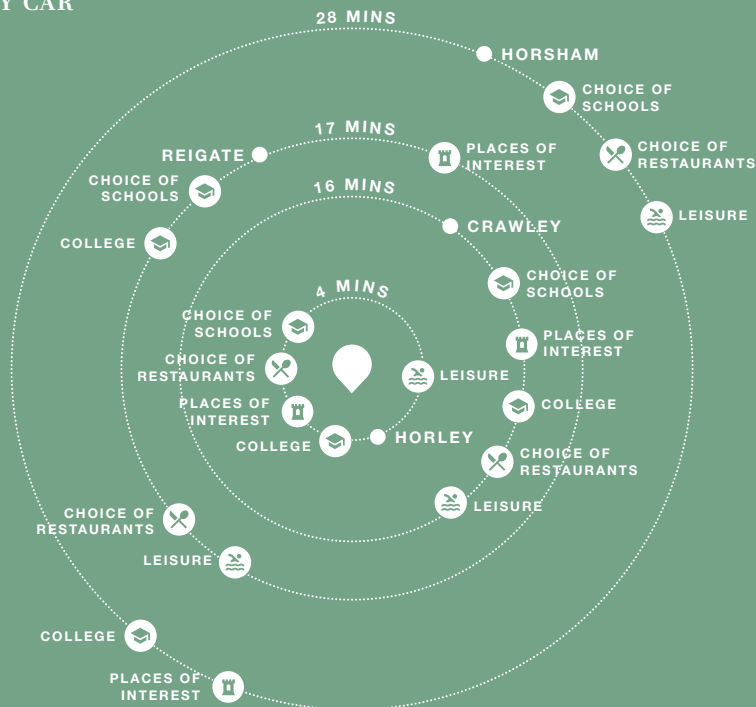 Y CAR
28 MINS
HORSHAM
CHOICE OF
SCHOOLS
CHOICE OF
RESTAURANTS
LEISURE
17 MINS
REIGATE
PLACES OF
INTEREST
CHOICE OF
SCHOOLS
COLLEGE
16 MINS
CRAWLEY
CHOICE OF
SCHOOLS
PLACES OF
INTEREST
COLLEGE
CHOICE OF
RESTAURANTS
LEISURE
4 MINS
CHOICE OF
SCHOOLS
CHOICE OF
RESTAURANTS
PLACES OF
INTEREST
COLLEGE
LEISURE
HORLEY
CHOICE OF
RESTAURANTS
LEISURE
COLLEGE
PLACES OF
INTEREST